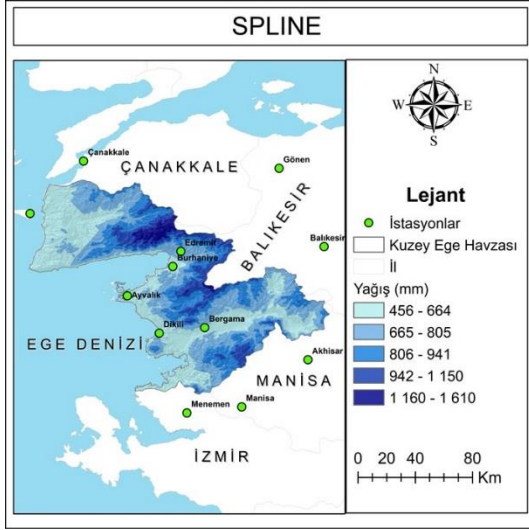 SPLINE
Çanakkale
ÇANAKKALE
Gönen
BALIKESİR
Balıkesir
Edremit
Burhaniye
Ayvalık
Dikili
Bergama
EGE DENİZİ
Akhisar
MANİSA
Menemen
Manisa
İZMİR
N
W
E
S
Lejant
İstasyonlar
Kuzey Ege Havzası
İl
Yağış (mm)
456 - 664
665 - 805
806 - 941
942 - 1 150
1 160 - 1 610
0 20 40 80
Km